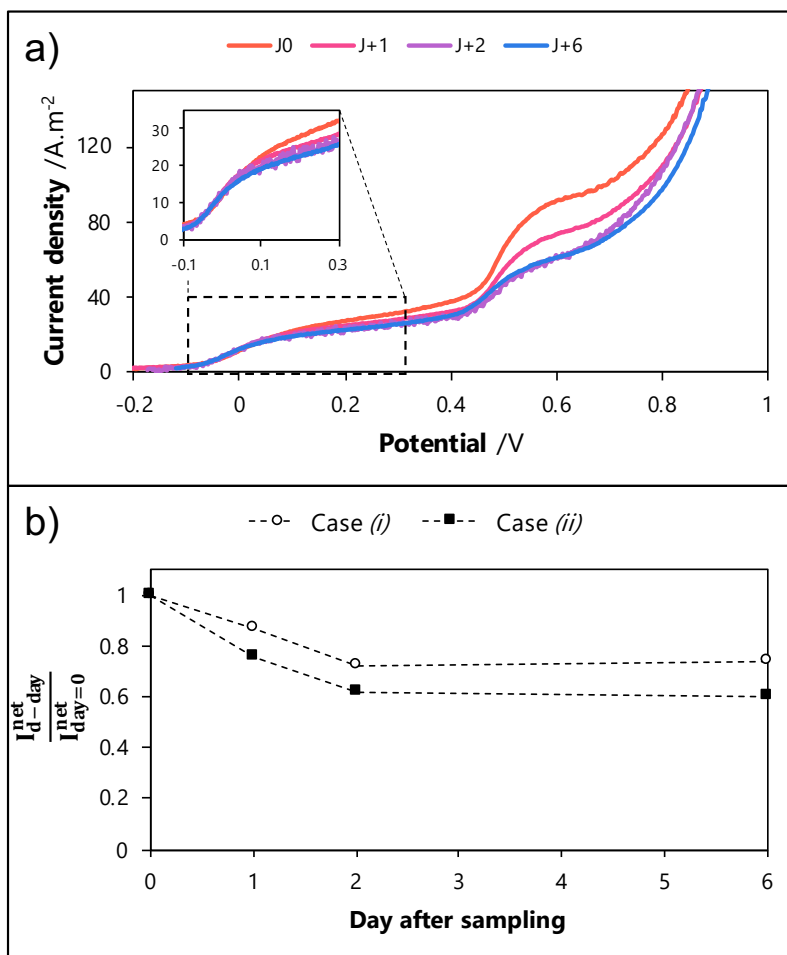 a)
J0 J+1 J+2 J+6
Current density /A.m⁻²
120
80
40
0
30
20
10
0
-0.1 0.1 0.3
-0.2 0 0.2 0.4 0.6 0.8 1
Potential /V
b)
Case (i) Case (ii)
I^net_d−day / I^net_day=0
1
0.8
0.6
0.4
0.2
0
0 1 2 3 4 5 6
Day after sampling